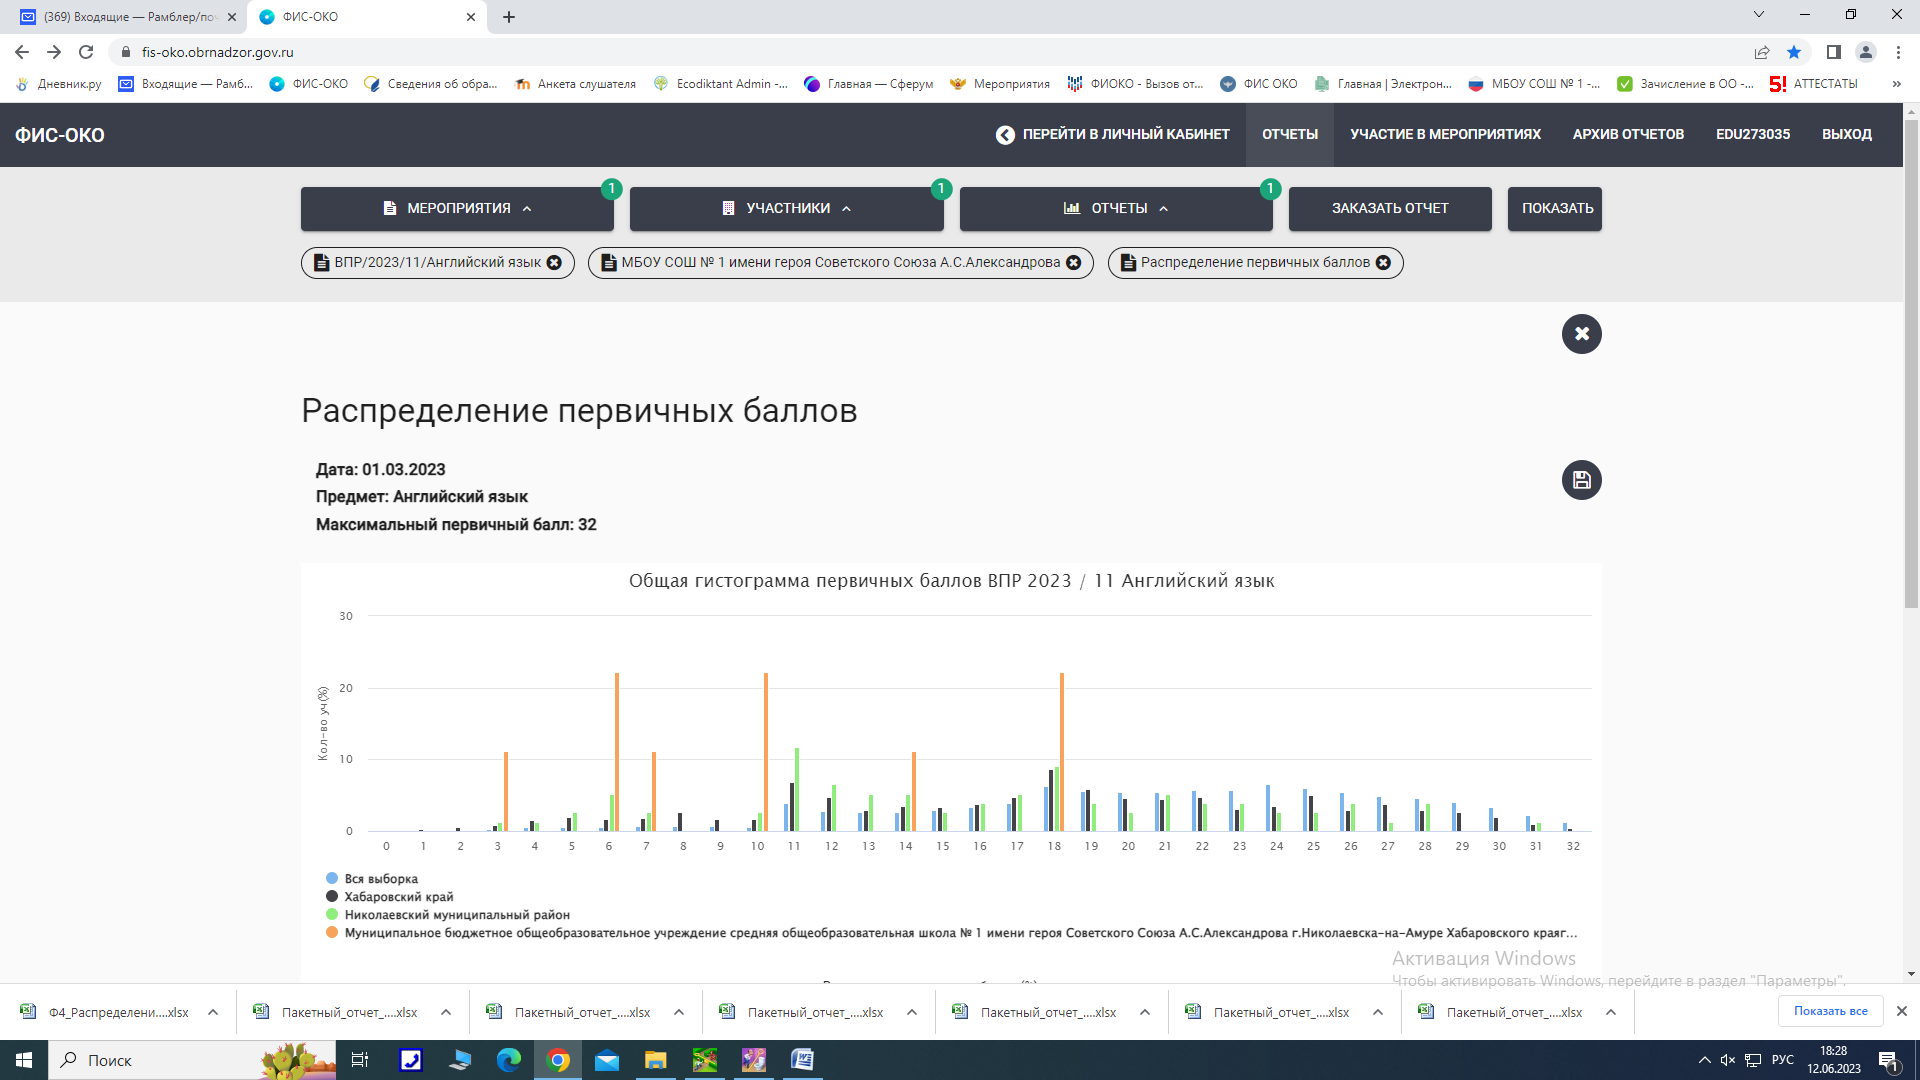 (369) Входящие — Рамблер/поч
ФИС-ОКО
fis-oko.obrnadzor.gov.ru
Дневник.ру
Входящие — Рамб...
ФИС-ОКО
Сведения об обра...
Анкета слушателя
Ecodiktant Admin -...
Главная — Сферум
Мероприятия
ФИОКО - Вызов от...
ФИС ОКО
Главная | Электрон...
МБОУ СОШ № 1 -...
Зачисление в ОО -...
5! АТТЕСТАТЫ
»
ФИС-ОКО
ПЕРЕЙТИ В ЛИЧНЫЙ КАБИНЕТ
ОТЧЕТЫ
УЧАСТИЕ В МЕРОПРИЯТИЯХ
АРХИВ ОТЧЕТОВ
EDU273035
ВЫХОД
МЕРОПРИЯТИЯ 1
УЧАСТНИКИ 1
ОТЧЕТЫ 1
ЗАКАЗАТЬ ОТЧЕТ
ПОКАЗАТЬ
ВПР/2023/11/Английский язык
МБОУ СОШ № 1 имени героя Советского Союза А.С.Александрова
Распределение первичных баллов
Распределение первичных баллов
Дата: 01.03.2023
Предмет: Английский язык
Максимальный первичный балл: 32
Общая гистограмма первичных баллов ВПР 2023 / 11 Английский язык
Кол-во уч(%)
30
20
10
0
0 1 2 3 4 5 6 7 8 9 10 11 12 13 14 15 16 17 18 19 20 21 22 23 24 25 26 27 28 29 30 31 32
Вся выборка
Хабаровский край
Николаевский муниципальный район
Муниципальное бюджетное общеобразовательное учреждение средняя общеобразовательная школа № 1 имени героя Советского Союза А.С.Александрова г.Николаевска-на-Амуре Хабаровского краяг...
Активация Windows
Чтобы активировать Windows, перейдите в раздел "Параметры".
Ф4_Распределени....xlsx
Пакетный_отчет_....xlsx
Пакетный_отчет_....xlsx
Пакетный_отчет_....xlsx
Пакетный_отчет_....xlsx
Пакетный_отчет_....xlsx
Пакетный_отчет_....xlsx
Показать все
Поиск
РУС
18:28
12.06.2023
1